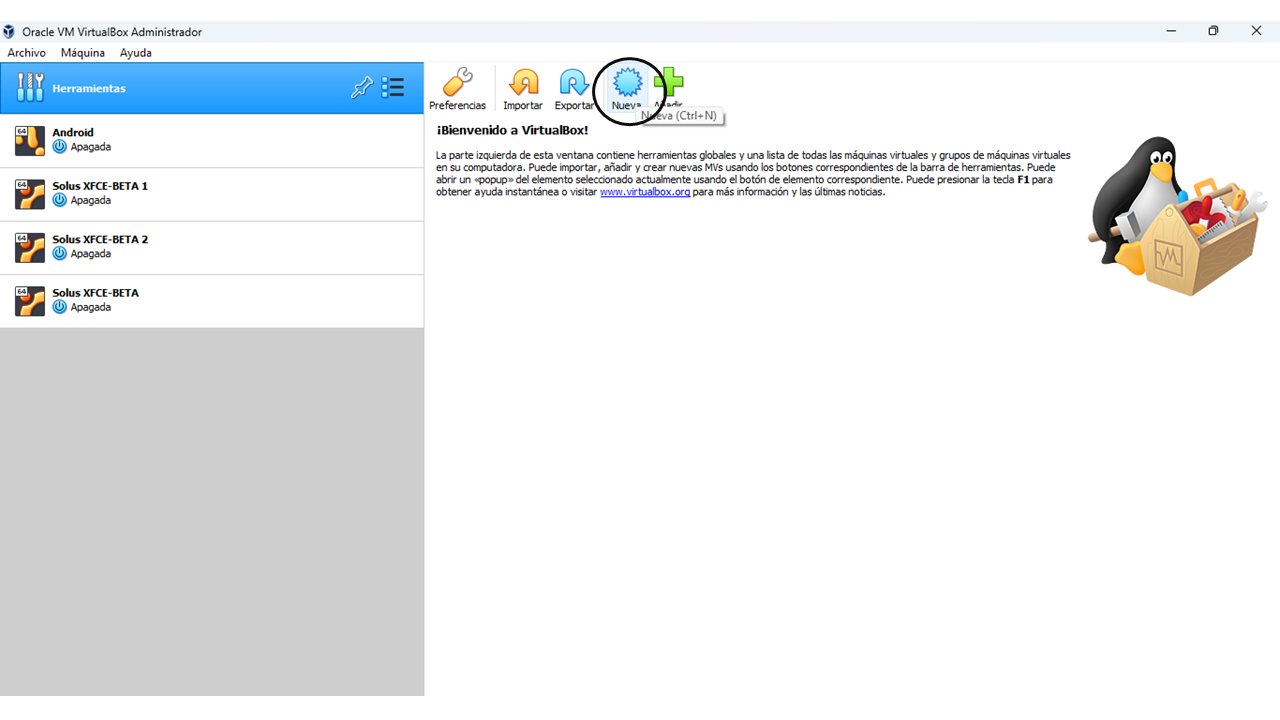 Oracle VM VirtualBox Administrador
Archivo Máquina Ayuda
Herramientas
Preferencias Importar Exportar Nueva Añadir
Nueva (Ctrl+N)
64 Android
Apagada
64 Solus XFCE-BETA 1
Apagada
64 Solus XFCE-BETA 2
Apagada
64 Solus XFCE-BETA
Apagada
¡Bienvenido a VirtualBox!
La parte izquierda de esta ventana contiene herramientas globales y una lista de todas las máquinas virtuales y grupos de máquinas virtuales
en su computadora. Puede importar, añadir y crear nuevas MVs usando los botones correspondientes de la barra de herramientas. Puede
abrir un «popup» del elemento seleccionado actualmente usando el botón de elemento correspondiente. Puede presionar la tecla F1 para
obtener ayuda instantánea o visitar www.virtualbox.org para más información y las últimas noticias.